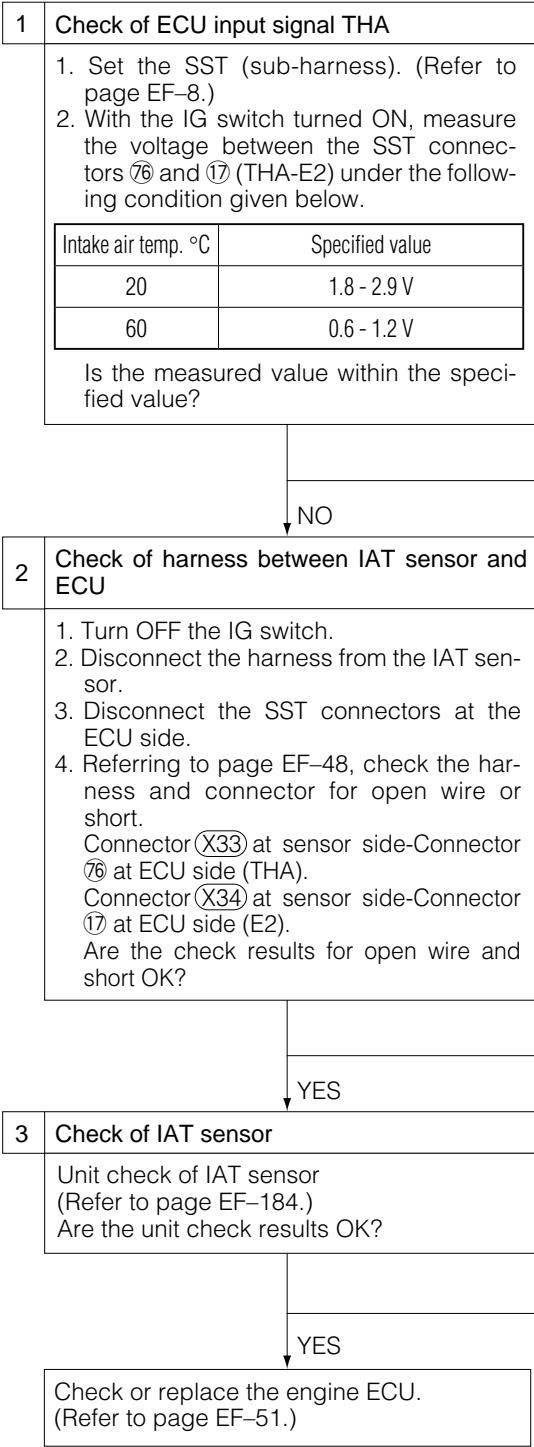 1 Check of ECU input signal THA
1. Set the SST (sub-harness). (Refer to
page EF–8.)
2. With the IG switch turned ON, measure
the voltage between the SST connec-
tors ⑯ and ⑰ (THA-E2) under the follow-
ing condition given below.
Intake air temp. °C Specified value
20 1.8 - 2.9 V
60 0.6 - 1.2 V
Is the measured value within the speci-
fied value?
NO
2 Check of harness between IAT sensor and
ECU
1. Turn OFF the IG switch.
2. Disconnect the harness from the IAT sen-
sor.
3. Disconnect the SST connectors at the
ECU side.
4. Referring to page EF–48, check the har-
ness and connector for open wire or
short.
Connector X33 at sensor side-Connector
76 at ECU side (THA).
Connector X34 at sensor side-Connector
⑰ at ECU side (E2).
Are the check results for open wire and
short OK?
YES
3 Check of IAT sensor
Unit check of IAT sensor
(Refer to page EF–184.)
Are the unit check results OK?
YES
Check or replace the engine ECU.
(Refer to page EF–51.)